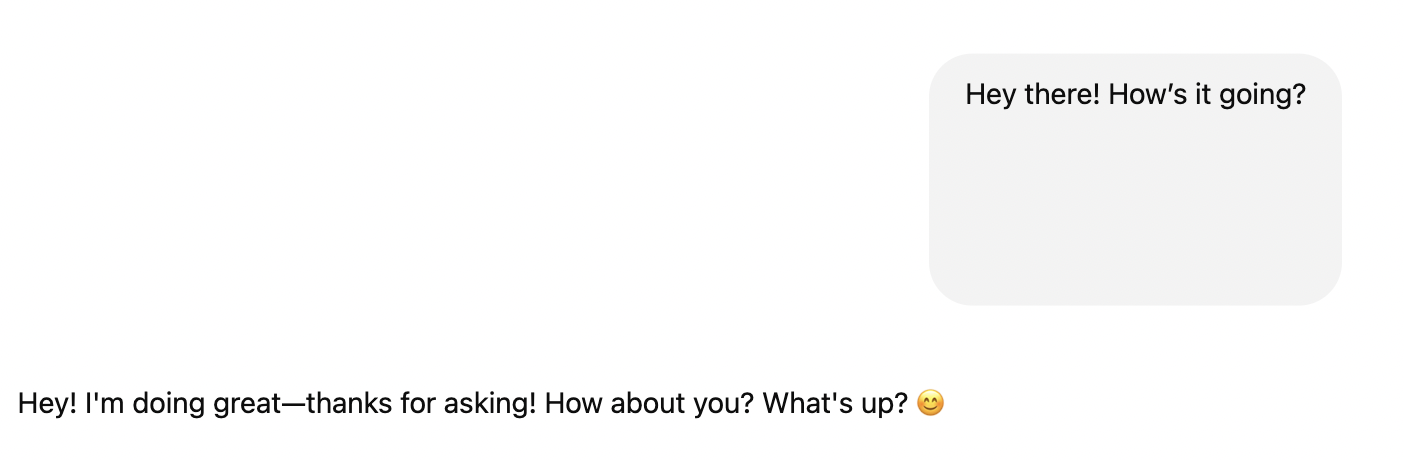 Hey there! How’s it going?
Hey! I'm doing great—thanks for asking! How about you? What's up? 😊